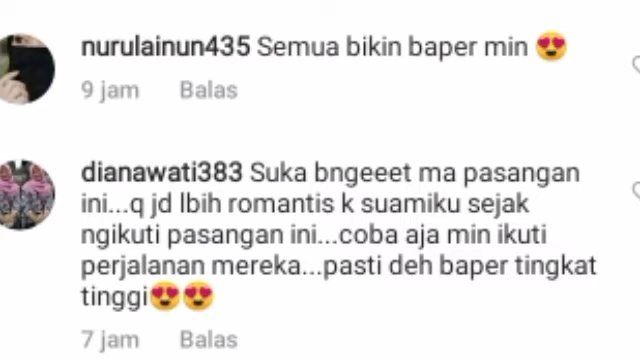 nurulainun435 Semua bikin baper min 😍
9 jam Balas
dianawati383 Suka bngeeet ma pasangan
ini...q jd lbih romantis k suamiku sejak
ngikuti pasangan ini...coba aja min ikuti
perjalanan mereka...pasti deh baper tingkat
tinggi😍😍
7 jam Balas